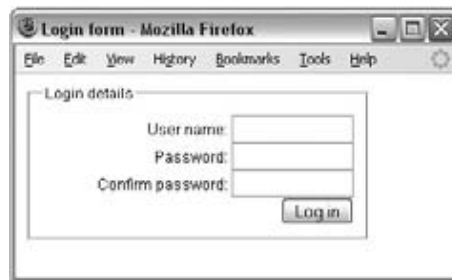 Login form - Mozilla Firefox
File Edit View History Bookmarks Tools Help
Login details
User name:
Password:
Confirm password:
Log in